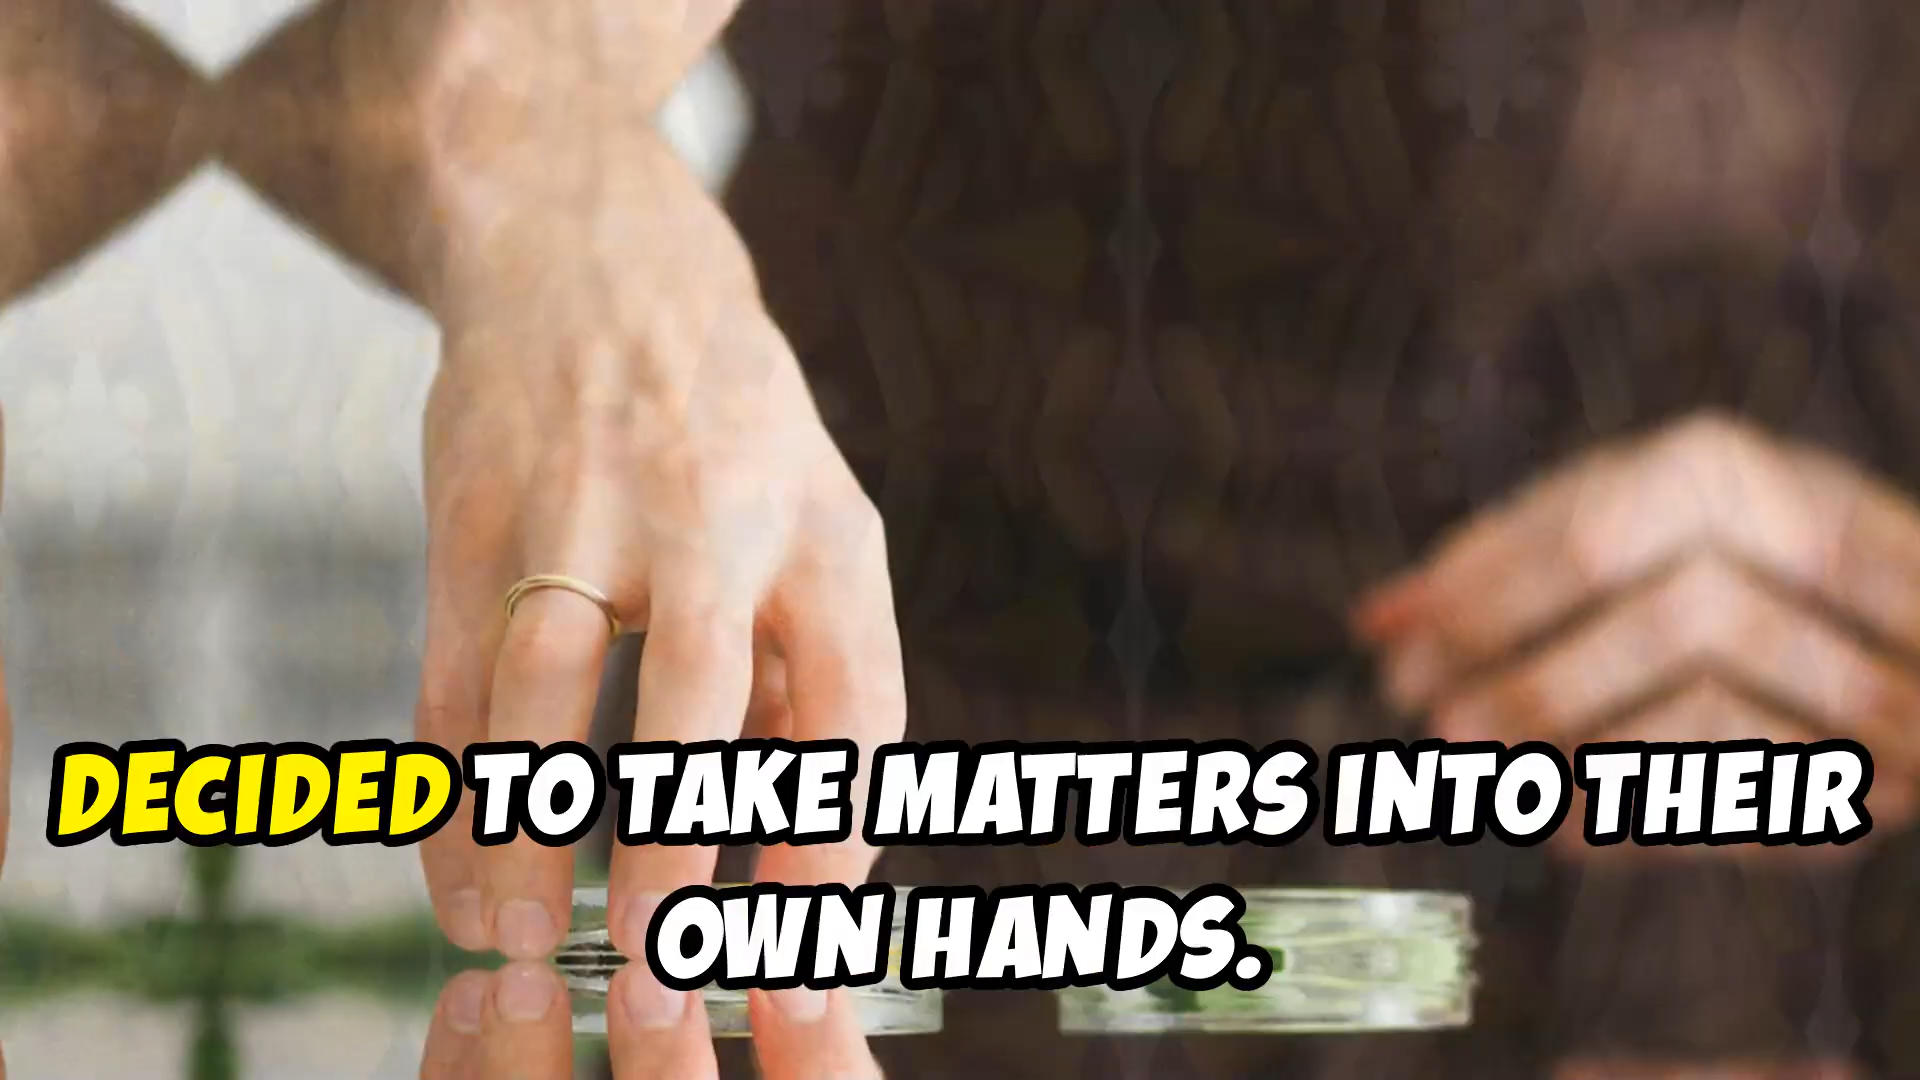 DECIDED TO TAKE MATTERS INTO THEIR
OWN HANDS.